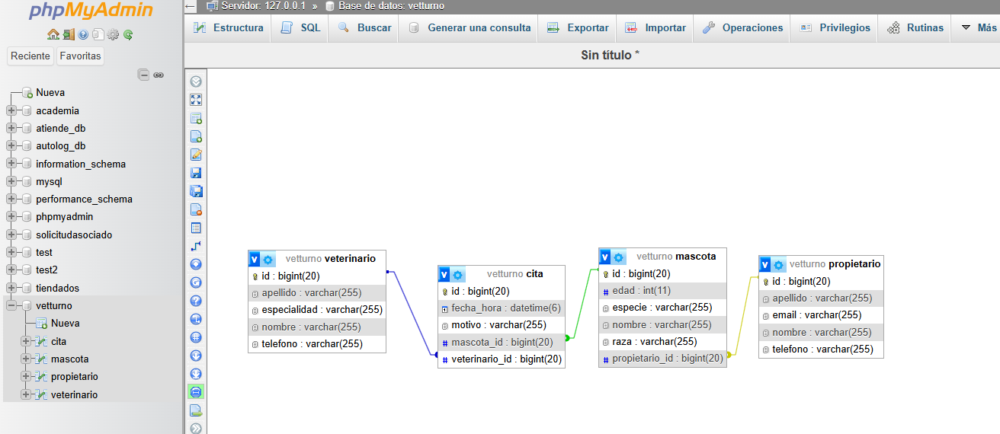 phpMyAdmin
Reciente Favoritas
Nueva
academia
atiende_db
autolog_db
information_schema
mysql
performance_schema
phpmyadmin
solicitudasociado
test
test2
tiendados
vetturno
Nueva
cita
mascota
propietario
veterinario
Servidor: 127.0.0.1 » Base de datos: vetturno
Estructura SQL Buscar Generar una consulta Exportar Importar Operaciones Privilegios Rutinas Más
Sin título *
v vetturno veterinario
id : bigint(20)
apellido : varchar(255)
especialidad : varchar(255)
nombre : varchar(255)
telefono : varchar(255)
v vetturno cita
id : bigint(20)
fecha_hora : datetime(6)
motivo : varchar(255)
# mascota_id : bigint(20)
# veterinario_id : bigint(20)
v vetturno mascota
id : bigint(20)
# edad : int(11)
especie : varchar(255)
nombre : varchar(255)
raza : varchar(255)
# propietario_id : bigint(20)
v vetturno propietario
id : bigint(20)
apellido : varchar(255)
email : varchar(255)
nombre : varchar(255)
telefono : varchar(255)